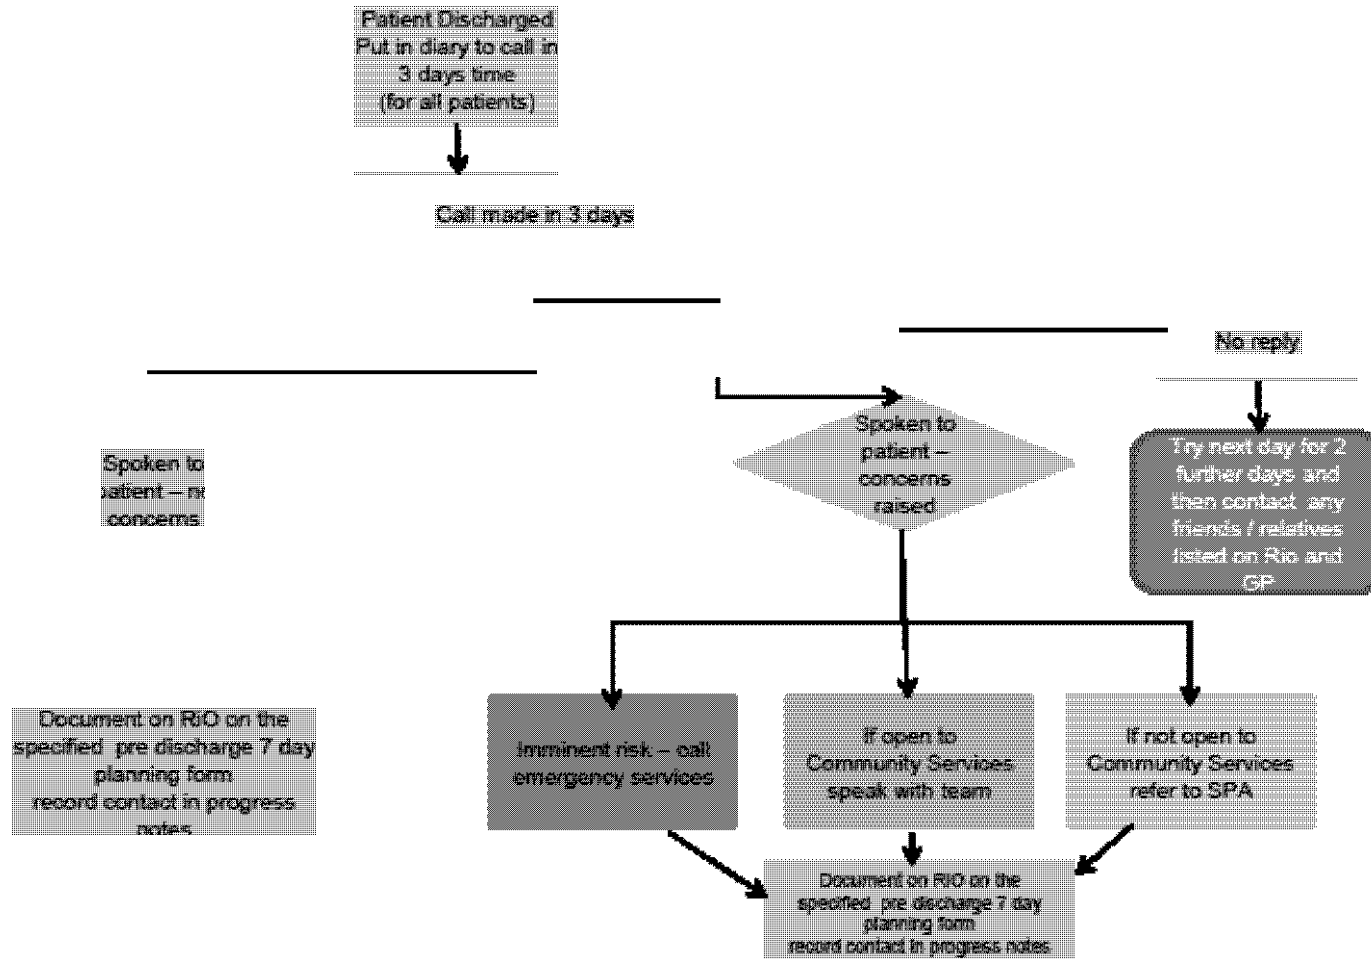 Patient Discharged
Put in diary to call in
3 days time
(for all patients)
Call made in 3 days
No reply
Spoken to
patient – no
concerns
Spoken to
patient –
concerns
raised
Try next day for 2
further days and
then contact any
friends / relatives
listed on Rio and
GP
Document on RiO on the
specified pre discharge 7 day
planning form
record contact in progress
notes
Imminent risk – call
emergency services
If open to
Community Services
speak with team
If not open to
Community Services
refer to SPA
Document on RIO on the
specified pre discharge 7 day
planning form
record contact in progress notes